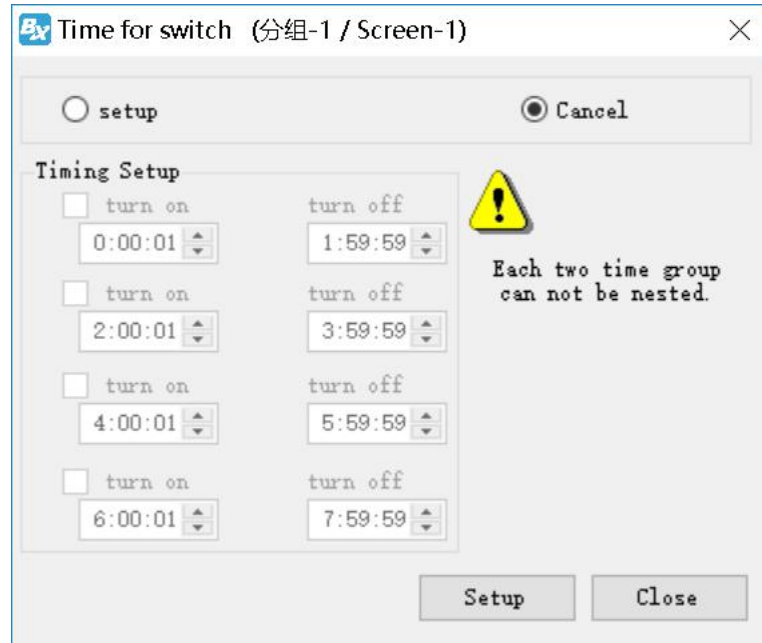 BX Time for switch (分组-1 / Screen-1)
setup Cancel
Timing Setup
turn on turn off
0:00:01 1:59:59
Each two time group
can not be nested.
turn on turn off
2:00:01 3:59:59
turn on turn off
4:00:01 5:59:59
turn on turn off
6:00:01 7:59:59
Setup Close